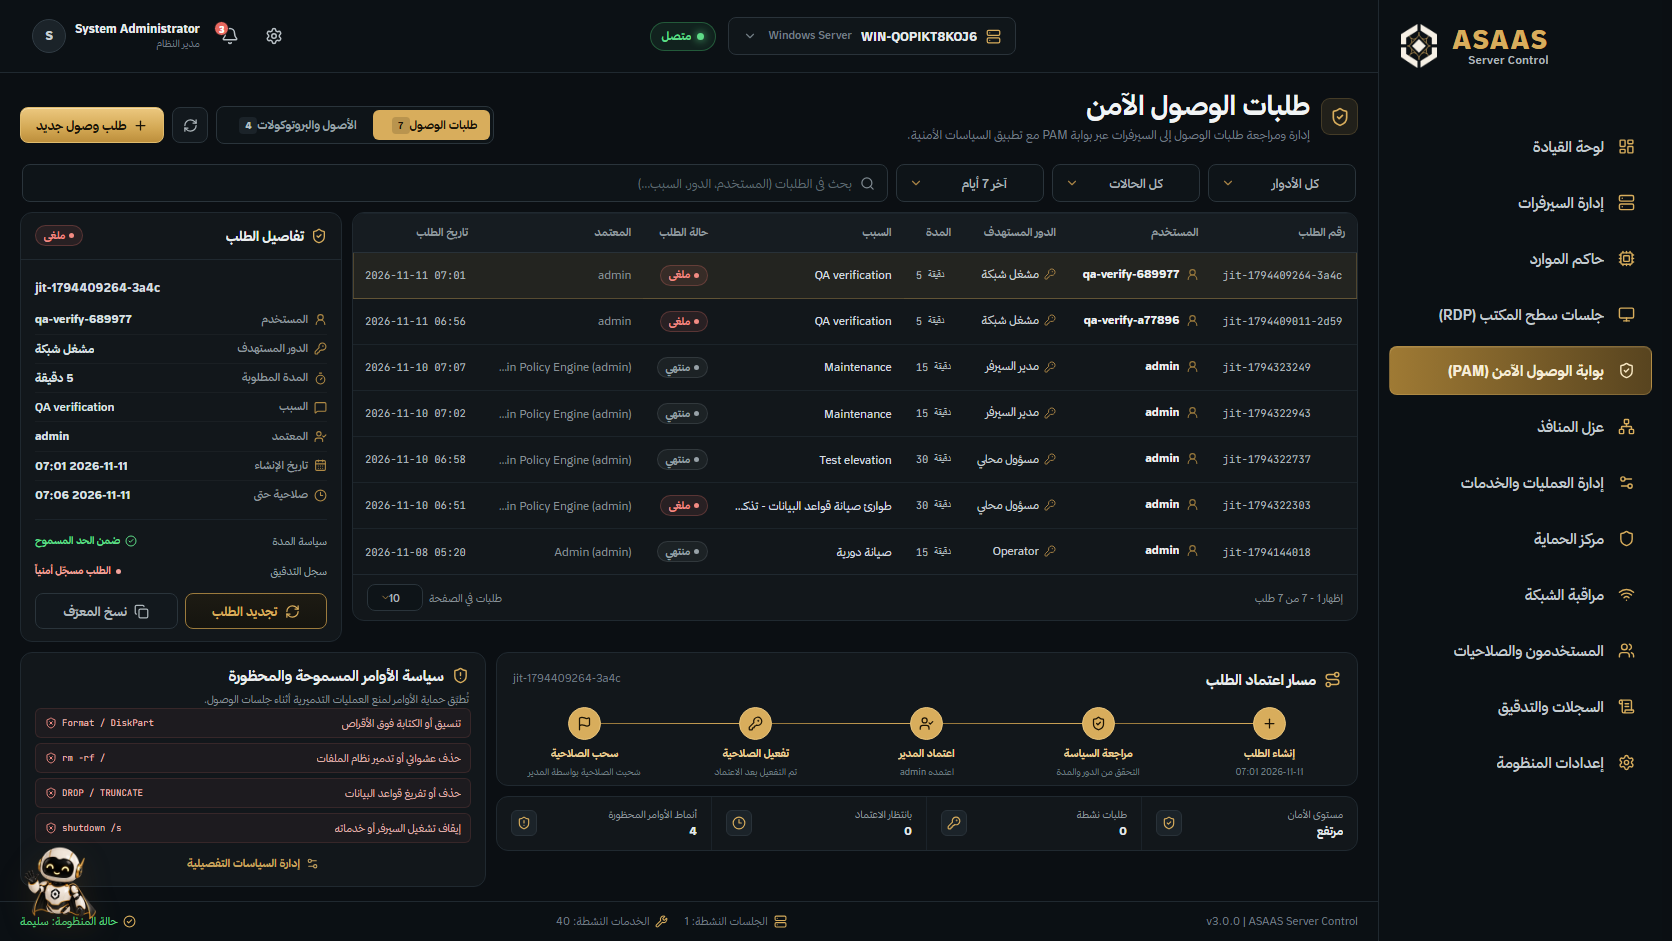 ASAAS
Server Control
لوحة القيادة
إدارة السيرفرات
حاكم الموارد
جلسات سطح المكتب (RDP)
بوابة الوصول الآمن (PAM)
عزل المنافذ
إدارة العمليات والخدمات
مركز الحماية
مراقبة الشبكة
المستخدمون والصلاحيات
السجلات والتدقيق
إعدادات المنظومة
WIN-QOPIKT8KOJ6 Windows Server
متصل
3
System Administrator
مدير النظام
S
طلبات الوصول الآمن
إدارة ومراجعة طلبات الوصول إلى السيرفرات عبر بوابة PAM مع تطبيق السياسات الأمنية.
طلبات الوصول 7
الأصول والبروتوكولات 4
طلب وصول جديد
كل الأدوار
كل الحالات
آخر 7 أيام
بحث في الطلبات (المستخدم، الدور، السبب...)
رقم الطلب المستخدم الدور المستهدف المدة السبب حالة الطلب المعتمد تاريخ الطلب
jit-1794409264-3a4c qa-verify-689977 مشغل شبكة 5 دقيقة QA verification ملغي admin 2026-11-11 07:01
jit-1794409011-2d59 qa-verify-a77896 مشغل شبكة 5 دقيقة QA verification ملغي admin 2026-11-11 06:56
jit-1794323249 admin مدير السيرفر 15 دقيقة Maintenance منتهي ...in Policy Engine (admin) 2026-11-10 07:07
jit-1794322943 admin مدير السيرفر 15 دقيقة Maintenance منتهي ...in Policy Engine (admin) 2026-11-10 07:02
jit-1794322737 admin مسؤول محلي 30 دقيقة Test elevation منتهي ...in Policy Engine (admin) 2026-11-10 06:58
jit-1794322303 admin مسؤول محلي 30 دقيقة طوارئ صيانة قواعد البيانات - تذك... ملغي ...in Policy Engine (admin) 2026-11-10 06:51
jit-1794144018 admin Operator 15 دقيقة صيانة دورية منتهي Admin (admin) 2026-11-08 05:20
إظهار 1 - 7 من 7 طلب
طلبات في الصفحة 10
تفاصيل الطلب ملغي
jit-1794409264-3a4c
المستخدم qa-verify-689977
الدور المستهدف مشغل شبكة
المدة المطلوبة 5 دقيقة
السبب QA verification
المعتمد admin
تاريخ الإنشاء 2026-11-11 07:01
صلاحية حتى 2026-11-11 07:06
سياسة المدة ضمن الحد المسموح
سجل التدقيق الطلب مسجّل أمنياً
تجديد الطلب
نسخ المعرّف
مسار اعتماد الطلب jit-1794409264-3a4c
إنشاء الطلب
2026-11-11 07:01
مراجعة السياسة
التحقق من الدور والمدة
اعتماد المدير
اعتمده admin
تفعيل الصلاحية
تم التفعيل بعد الاعتماد
سحب الصلاحية
سُحبت الصلاحية بواسطة المدير
مستوى الأمان
مرتفع
طلبات نشطة
0
بانتظار الاعتماد
0
أنماط الأوامر المحظورة
4
سياسة الأوامر المسموحة والمحظورة
تُطبّق حماية الأوامر لمنع العمليات التدميرية أثناء جلسات الوصول.
تنسيق أو الكتابة فوق الأقراص Format / DiskPart
حذف عشوائي أو تدمير نظام الملفات rm -rf /
حذف أو تفريغ قواعد البيانات DROP / TRUNCATE
إيقاف تشغيل السيرفر أو خدماته shutdown /s
إدارة السياسات التفصيلية
v3.0.0 | ASAAS Server Control
الجلسات النشطة: 1
الخدمات النشطة: 40
حالة المنظومة: سليمة